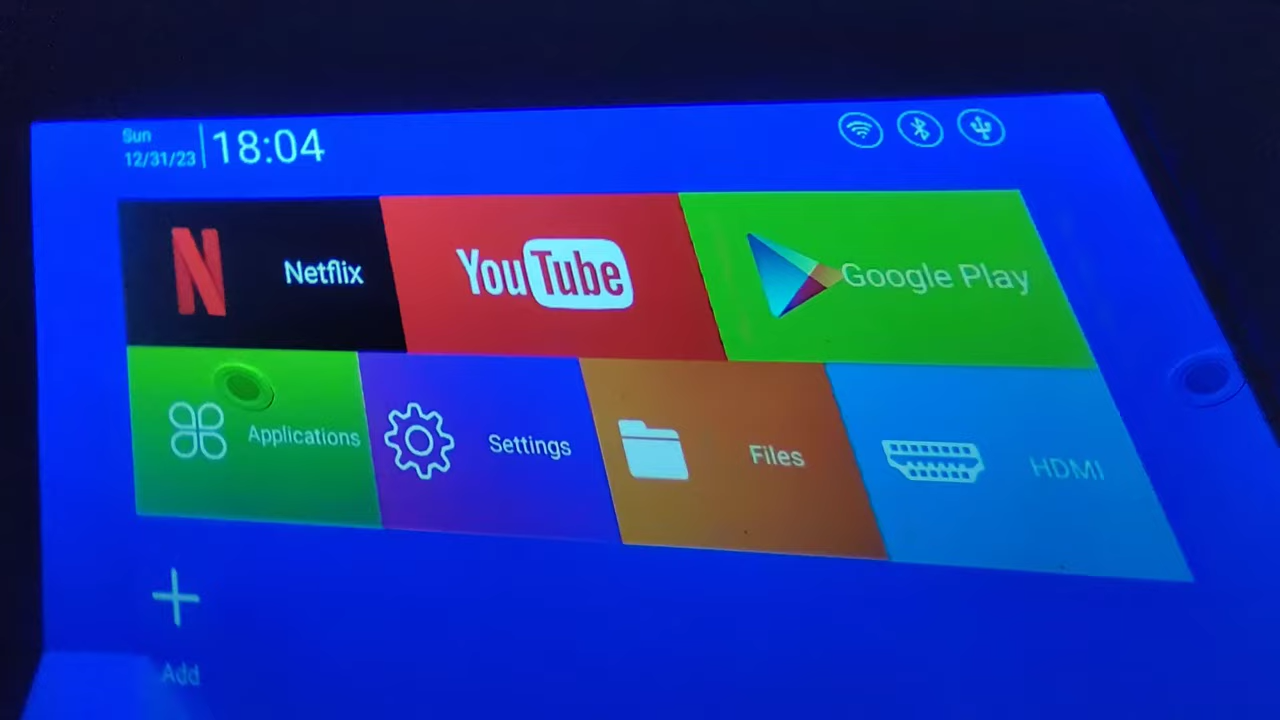 Sun
12/31/23
18:04
Netflix
YouTube
Google Play
Applications
Settings
Files
HDMI
Add